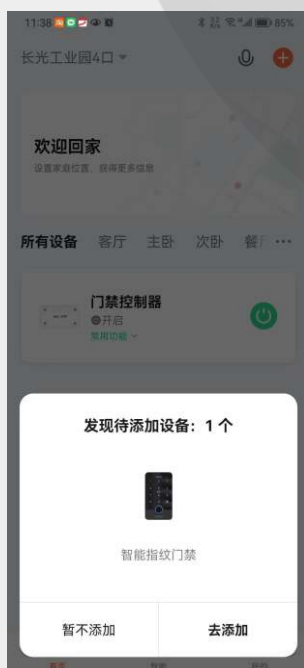 11:38 85%
长光工业园4口
欢迎回家
设置家庭位置，获得更多信息
所有设备 客厅 主卧 次卧 餐厅
门禁控制器
开启
常用功能
发现待添加设备：1个
智能指纹门禁
暂不添加 去添加